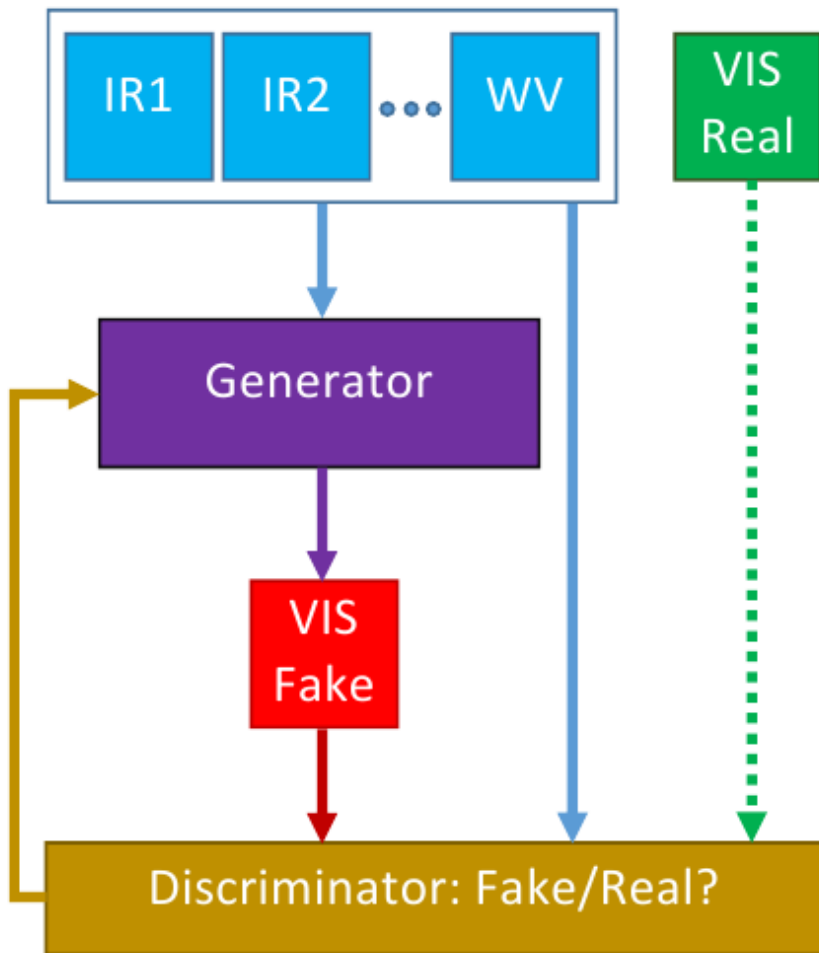 IR1
IR2
WV
VIS
Real
Generator
VIS
Fake
Discriminator: Fake/Real?